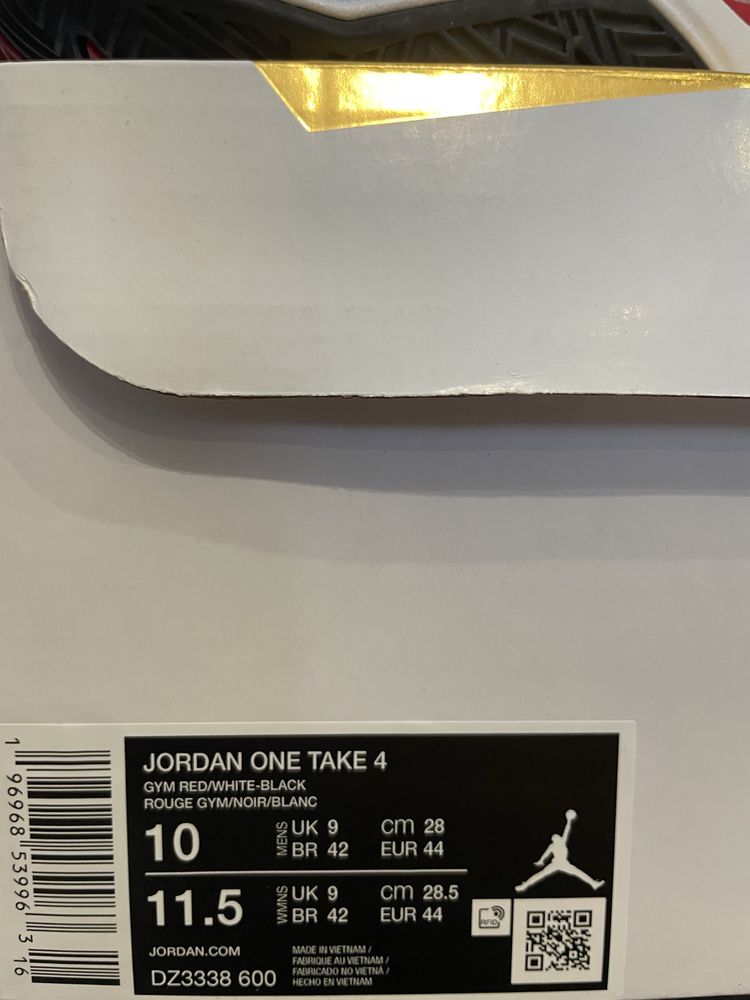 JORDAN ONE TAKE 4
GYM RED/WHITE-BLACK
ROUGE GYM/NOIR/BLANC
10 MENS UK 9 cm 28
BR 42 EUR 44
11.5 WMNS UK 9 cm 28.5
BR 42 EUR 44
RFID
JORDAN.COM
DZ3338 600
MADE IN VIETNAM /
FABRIQUE AU VIETNAM /
FABRICADO NO VIETNÃ /
HECHO EN VIETNAM
1 96968 53996 3 16